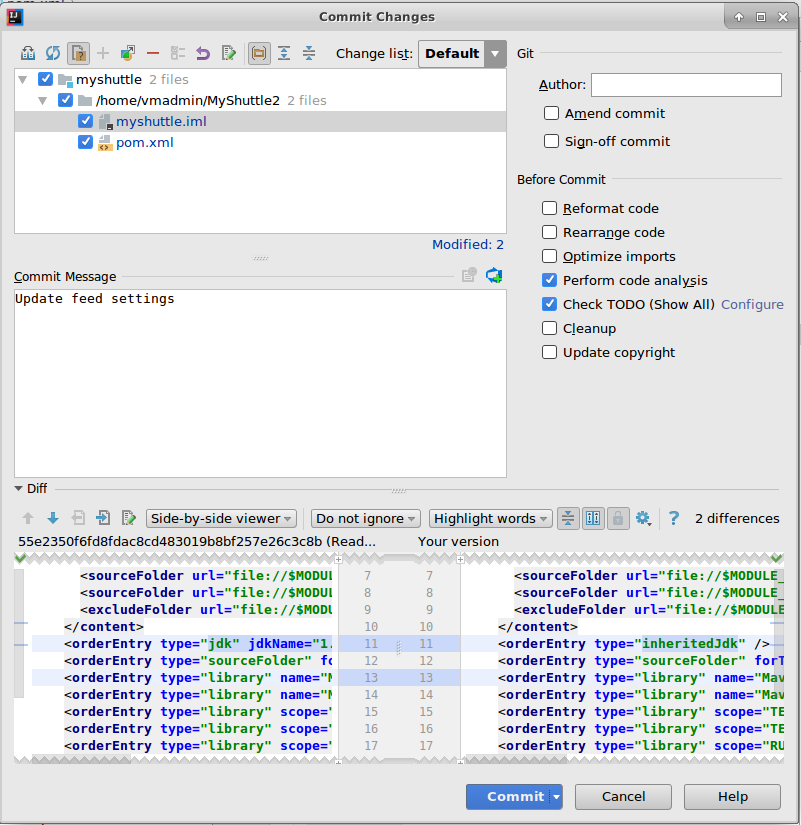 Commit Changes
Change list: Default
myshuttle 2 files
/home/vmadmin/MyShuttle2 2 files
myshuttle.iml
pom.xml
Modified: 2
Git
Author:
Amend commit
Sign-off commit
Before Commit
Reformat code
Rearrange code
Optimize imports
Perform code analysis
Check TODO (Show All) Configure
Cleanup
Update copyright
Commit Message
Update feed settings
Diff
Side-by-side viewer Do not ignore Highlight words ? 2 differences
55e2350f6fd8fdac8cd483019b8bf257e26c3c8b (Read... Your version
<sourceFolder url="file://$MODUL 7 7 <sourceFolder url="file://$MODULE_
<sourceFolder url="file://$MODUL 8 8 <sourceFolder url="file://$MODULE_
<excludeFolder url="file://$MODU 9 9 <excludeFolder url="file://$MODULE
</content> 10 10 </content>
<orderEntry type="jdk" jdkName="1. 11 11 <orderEntry type="inheritedJdk" />
<orderEntry type="sourceFolder" fo 12 12 <orderEntry type="sourceFolder" forT
<orderEntry type="library" name="M 13 13 <orderEntry type="library" name="Mav
<orderEntry type="library" name="M 14 14 <orderEntry type="library" name="Mav
<orderEntry type="library" scope=" 15 15 <orderEntry type="library" scope="TE
<orderEntry type="library" scope=" 16 16 <orderEntry type="library" scope="TE
<orderEntry type="library" scope=" 17 17 <orderEntry type="library" scope="RU
Commit Cancel Help